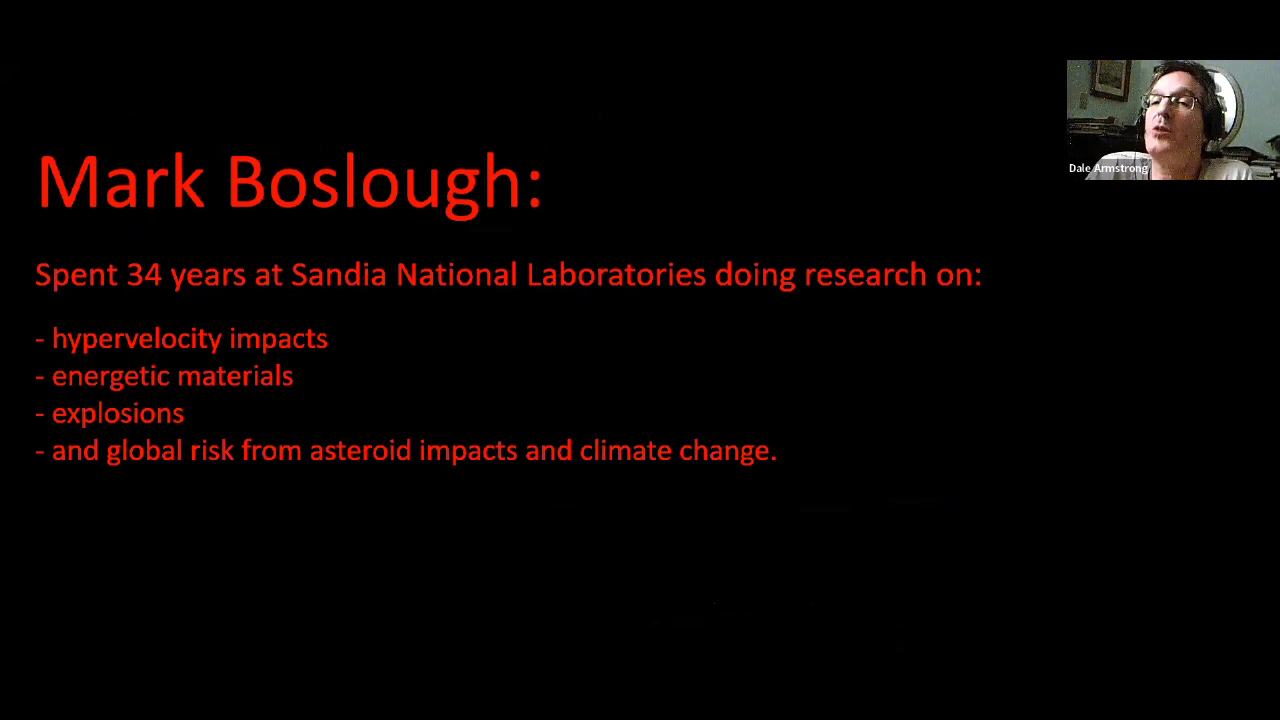 Mark Boslough:
Spent 34 years at Sandia National Laboratories doing research on:
- hypervelocity impacts
- energetic materials
- explosions
- and global risk from asteroid impacts and climate change.
Dale Armstrong